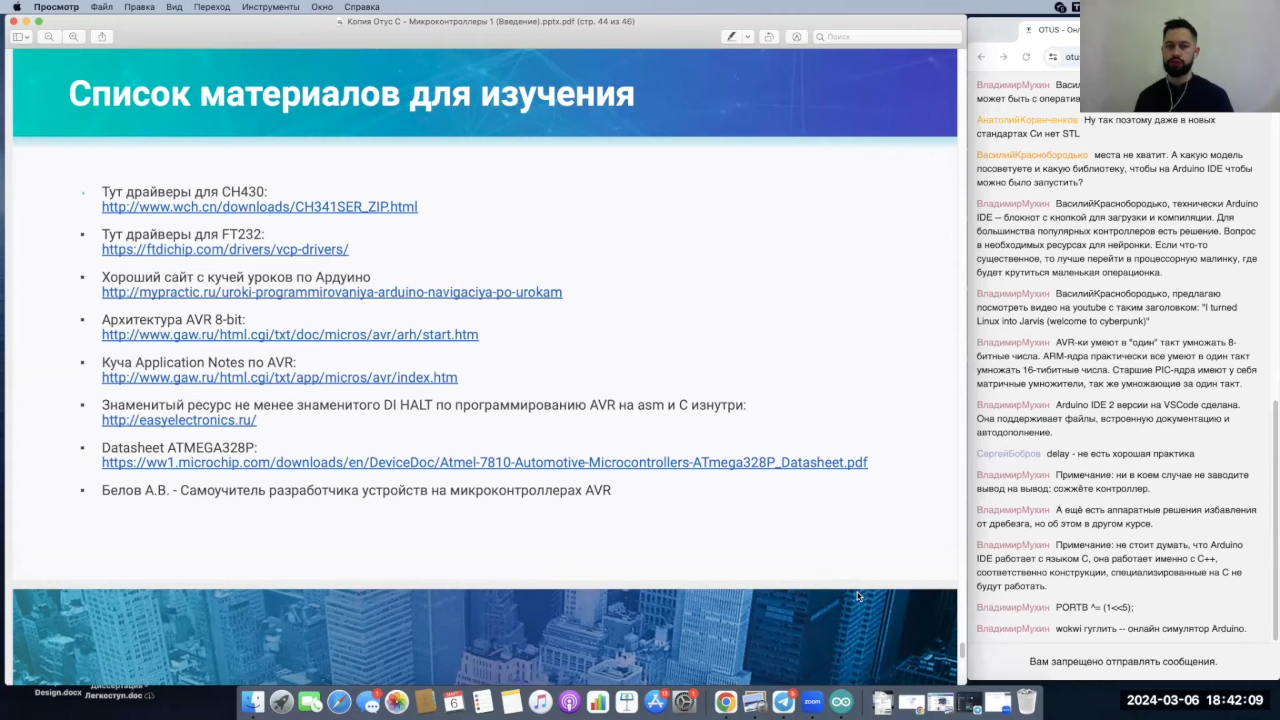 Просмотр Файл Правка Вид Переход Инструменты Окно Справка
Копия Отус С - Микроконтроллеры 1 (Введение).pptx.pdf (стр. 44 из 46)
Поиск
Список материалов для изучения
Тут драйверы для CH430:
http://www.wch.cn/downloads/CH341SER_ZIP.html
Тут драйверы для FT232:
https://ftdichip.com/drivers/vcp-drivers/
Хороший сайт с кучей уроков по Ардуино
http://mypractic.ru/uroki-programmirovaniya-arduino-navigaciya-po-urokam
Архитектура AVR 8-bit:
http://www.gaw.ru/html.cgi/txt/doc/micros/avr/arh/start.htm
Куча Application Notes по AVR:
http://www.gaw.ru/html.cgi/txt/app/micros/avr/index.htm
Знаменитый ресурс не менее знаменитого DI HALT по программированию AVR на asm и C изнутри:
http://easyelectronics.ru/
Datasheet ATMEGA328P:
https://ww1.microchip.com/downloads/en/DeviceDoc/Atmel-7810-Automotive-Microcontrollers-ATmega328P_Datasheet.pdf
Белов А.В. - Самоучитель разработчика устройств на микроконтроллерах AVR
OTUS - Он
otu
ВладимирМухин Васи
может быть с оператив
АнатолийКоренченков Ну так поэтому даже в новых
стандартах Си нет STL
ВасилийКраснобородько места не хватит. А какую модель
посоветуете и какую библиотеку, чтобы на Arduino IDE чтобы
можно было запустить?
ВладимирМухин ВасилийКраснобородько, технически Arduino
IDE -- блокнот с кнопкой для загрузки и компиляции. Для
большинства популярных контроллеров есть решение. Вопрос
в необходимых ресурсах для нейронки. Если что-то
существенное, то лучше перейти в процессорную малинку, где
будет крутиться маленькая операционка.
ВладимирМухин ВасилийКраснобородько, предлагаю
посмотреть видео на youtube с таким заголовком: "I turned
Linux into Jarvis (welcome to cyberpunk)"
ВладимирМухин AVR-ки умеют в "один" такт умножать 8-
битные числа. ARM-ядра практически все умеют в один такт
умножать 16-тибитные числа. Старшие PIC-ядра имеют у себя
матричные умножители, так же умножающие за один такт.
ВладимирМухин Arduino IDE 2 версии на VSCode сделана.
Она поддерживает файлы, встроенную документацию и
автодополнение.
СергейБобров delay - не есть хорошая практика
ВладимирМухин Примечание: ни в коем случае не заводите
вывод на вывод: сожжёте контроллер.
ВладимирМухин А ещё есть аппаратные решения избавления
от дребезга, но об этом в другом курсе.
ВладимирМухин Примечание: не стоит думать, что Arduino
IDE работает с языком C, она работает именно с C++,
соответственно конструкции, специализированные на C не
будут работать.
ВладимирМухин PORTB ^= (1<<5);
ВладимирМухин wokwi гуглить -- онлайн симулятор Arduino.
Вам запрещено отправлять сообщения.
Design.docx
Диссертация -
Легкоступ.doc
zoom
2024-03-06 18:42:09